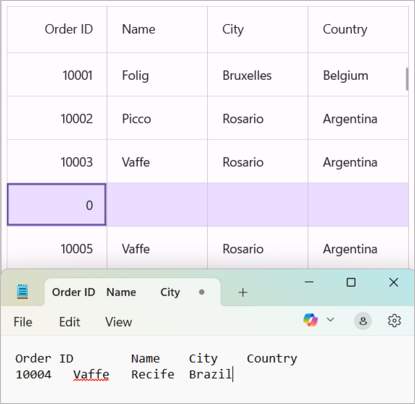 Order ID Name City Country
10001 Folig Bruxelles Belgium
10002 Picco Rosario Argentina
10003 Vaffe Rosario Argentina
0
10005 Vaffe Rosario Argentina
Order ID Name City
File Edit View
Order ID Name City Country
10004 Vaffe Recife Brazil